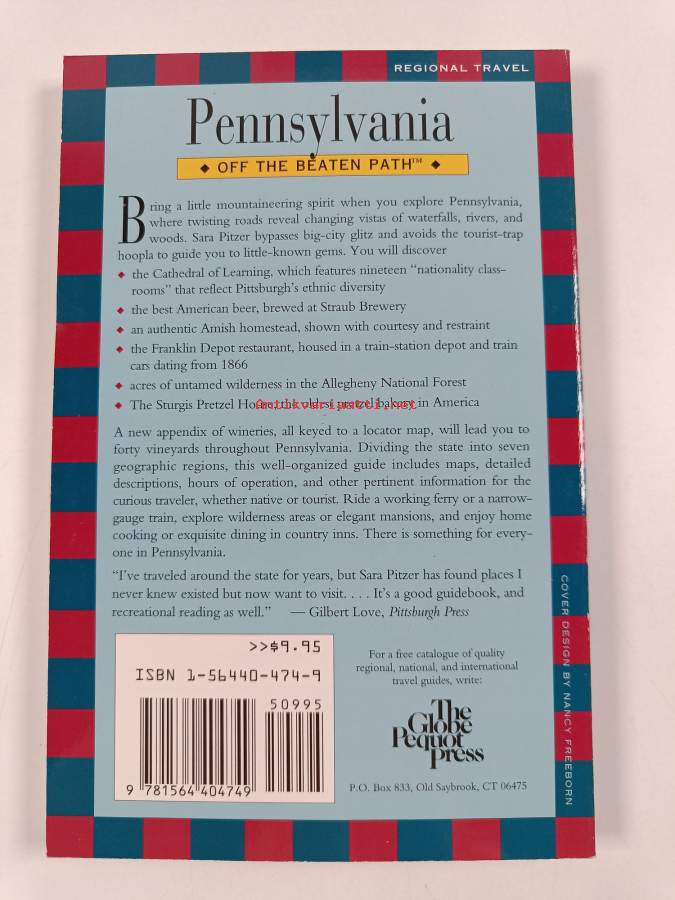 REGIONAL TRAVEL
Pennsylvania
◆ OFF THE BEATEN PATH™ ◆
Bring a little mountaineering spirit when you explore Pennsylvania,
where twisting roads reveal changing vistas of waterfalls, rivers, and
woods. Sara Pitzer bypasses big-city glitz and avoids the tourist-trap
hoopla to guide you to little-known gems. You will discover
◆ the Cathedral of Learning, which features nineteen “nationality class-
rooms” that reflect Pittsburgh's ethnic diversity
◆ the best American beer, brewed at Straub Brewery
◆ an authentic Amish homestead, shown with courtesy and restraint
◆ the Franklin Depot restaurant, housed in a train-station depot and train
cars dating from 1866
◆ acres of untamed wilderness in the Allegheny National Forest
◆ The Sturgis Pretzel House, the oldest pretzel bakery in America
A new appendix of wineries, all keyed to a locator map, will lead you to
forty vineyards throughout Pennsylvania. Dividing the state into seven
geographic regions, this well-organized guide includes maps, detailed
descriptions, hours of operation, and other pertinent information for the
curious traveler, whether native or tourist. Ride a working ferry or a narrow-
gauge train, explore wilderness areas or elegant mansions, and enjoy home
cooking or exquisite dining in country inns. There is something for every-
one in Pennsylvania.
“I've traveled around the state for years, but Sara Pitzer has found places I
never knew existed but now want to visit. . . . It's a good guidebook, and
recreational reading as well.” — Gilbert Love, Pittsburgh Press
>>$9.95
ISBN 1-56440-474-9
50995
9 781564 404749
For a free catalogue of quality
regional, national, and international
travel guides, write:
The
Globe
Pequot
Press
P.O. Box 833, Old Saybrook, CT 06475
COVER DESIGN BY NANCY FREEBORN